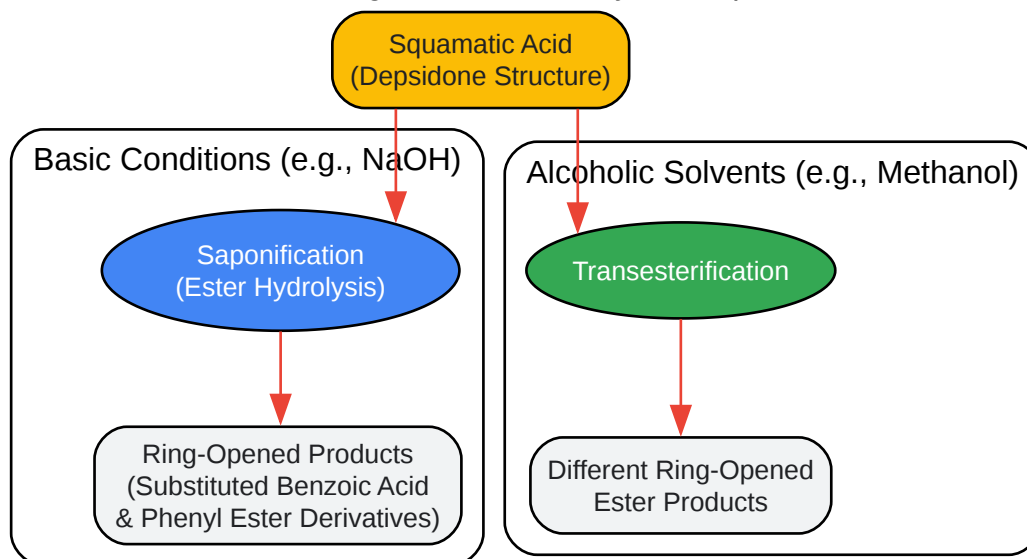 Squamatic Acid
(Depsidone Structure)
Basic Conditions (e.g., NaOH)
Saponification
(Ester Hydrolysis)
Ring-Opened Products
(Substituted Benzoic Acid
& Phenyl Ester Derivatives)
Alcoholic Solvents (e.g., Methanol)
Transesterification
Different Ring-Opened
Ester Products